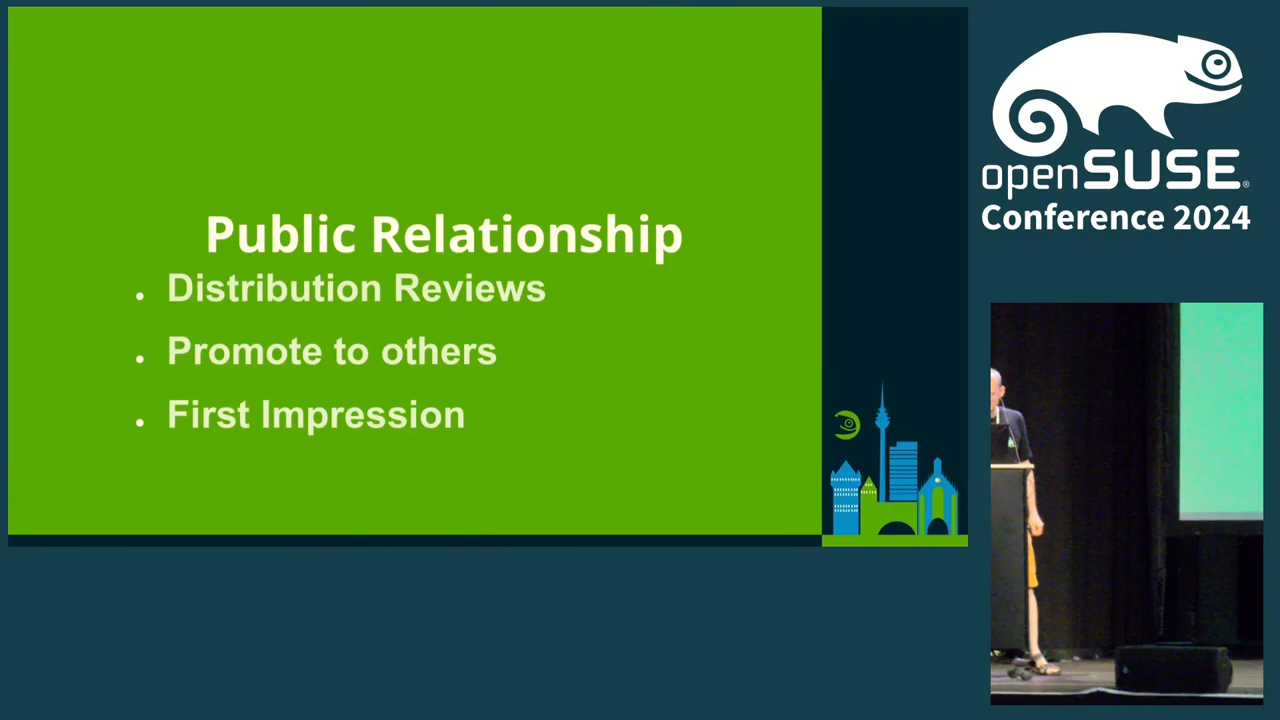 Public Relationship
Distribution Reviews
Promote to others
First Impression
openSUSE®
Conference 2024